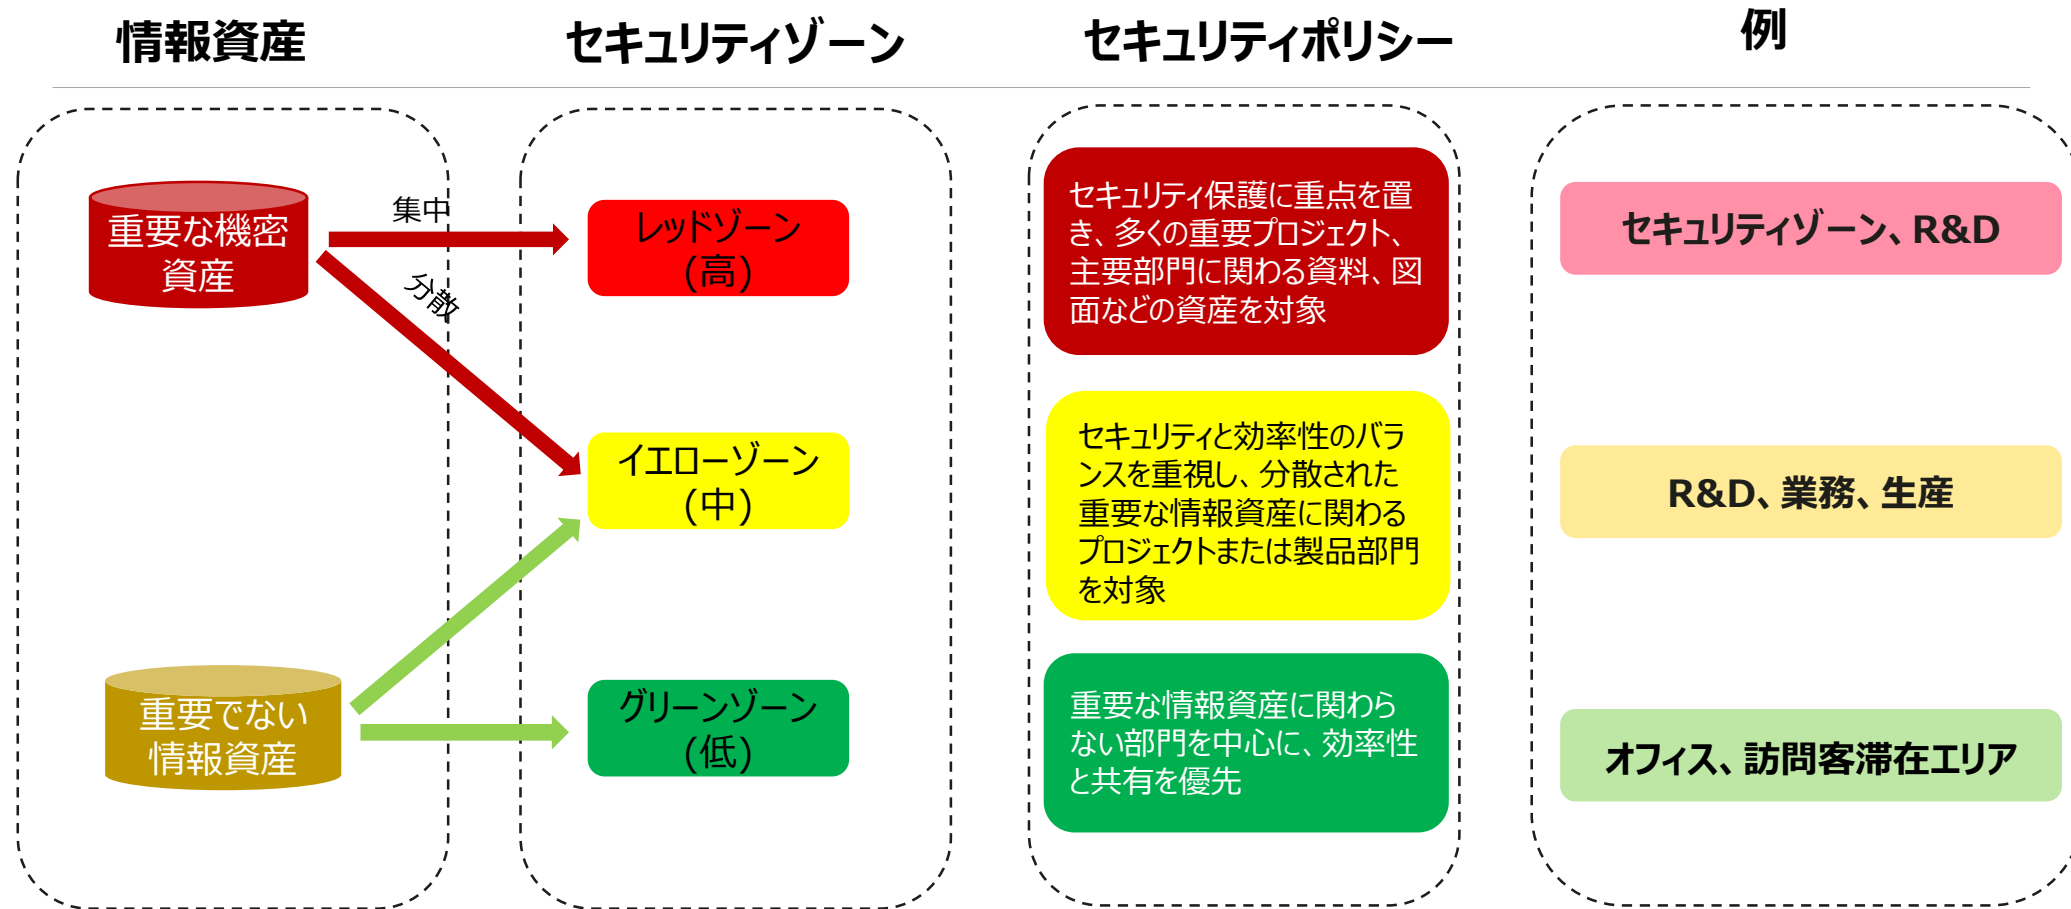 情報資産
セキュリティゾーン
セキュリティポリシー
例
重要な機密
資産
集中
分散
重要でない
情報資産
レッドゾーン
(高)
イエローゾーン
(中)
グリーンゾーン
(低)
セキュリティ保護に重点を置
き、多くの重要プロジェクト、
主要部門に関わる資料、図
面などの資産を対象
セキュリティと効率性のバラ
ンスを重視し、分散された
重要な情報資産に関わる
プロジェクトまたは製品部門
を対象
重要な情報資産に関わら
ない部門を中心に、効率性
と共有を優先
セキュリティゾーン、R&D
R&D、業務、生産
オフィス、訪問客滞在エリア